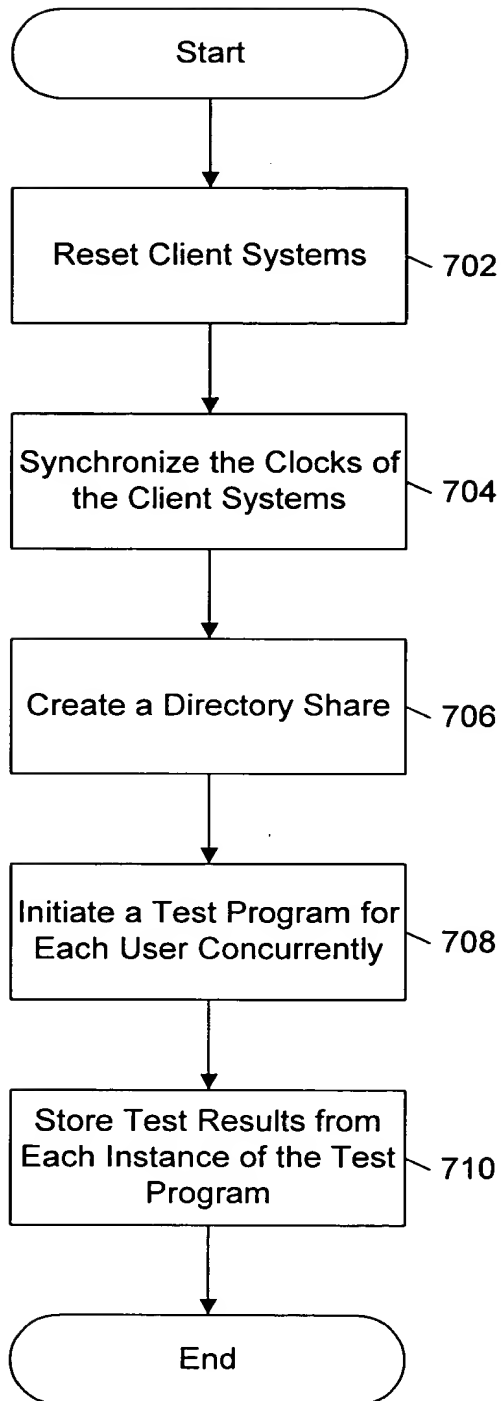 Start
Reset Client Systems
702
Synchronize the Clocks of
the Client Systems
704
Create a Directory Share
706
Initiate a Test Program for
Each User Concurrently
708
Store Test Results from
Each Instance of the Test
Program
710
End